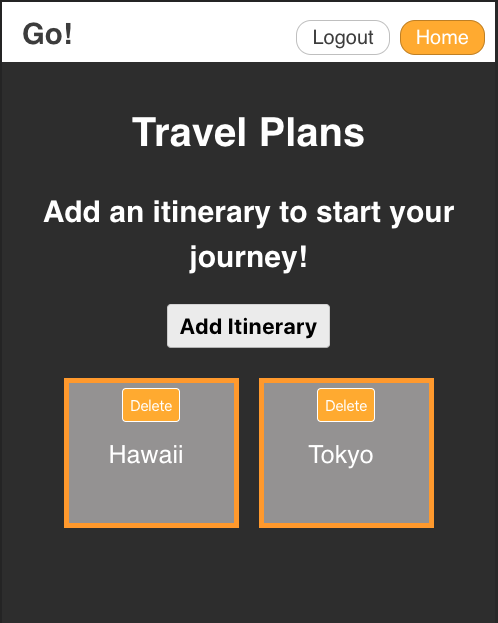 Go!
Logout
Home
Travel Plans
Add an itinerary to start your
journey!
Add Itinerary
Delete
Hawaii
Delete
Tokyo